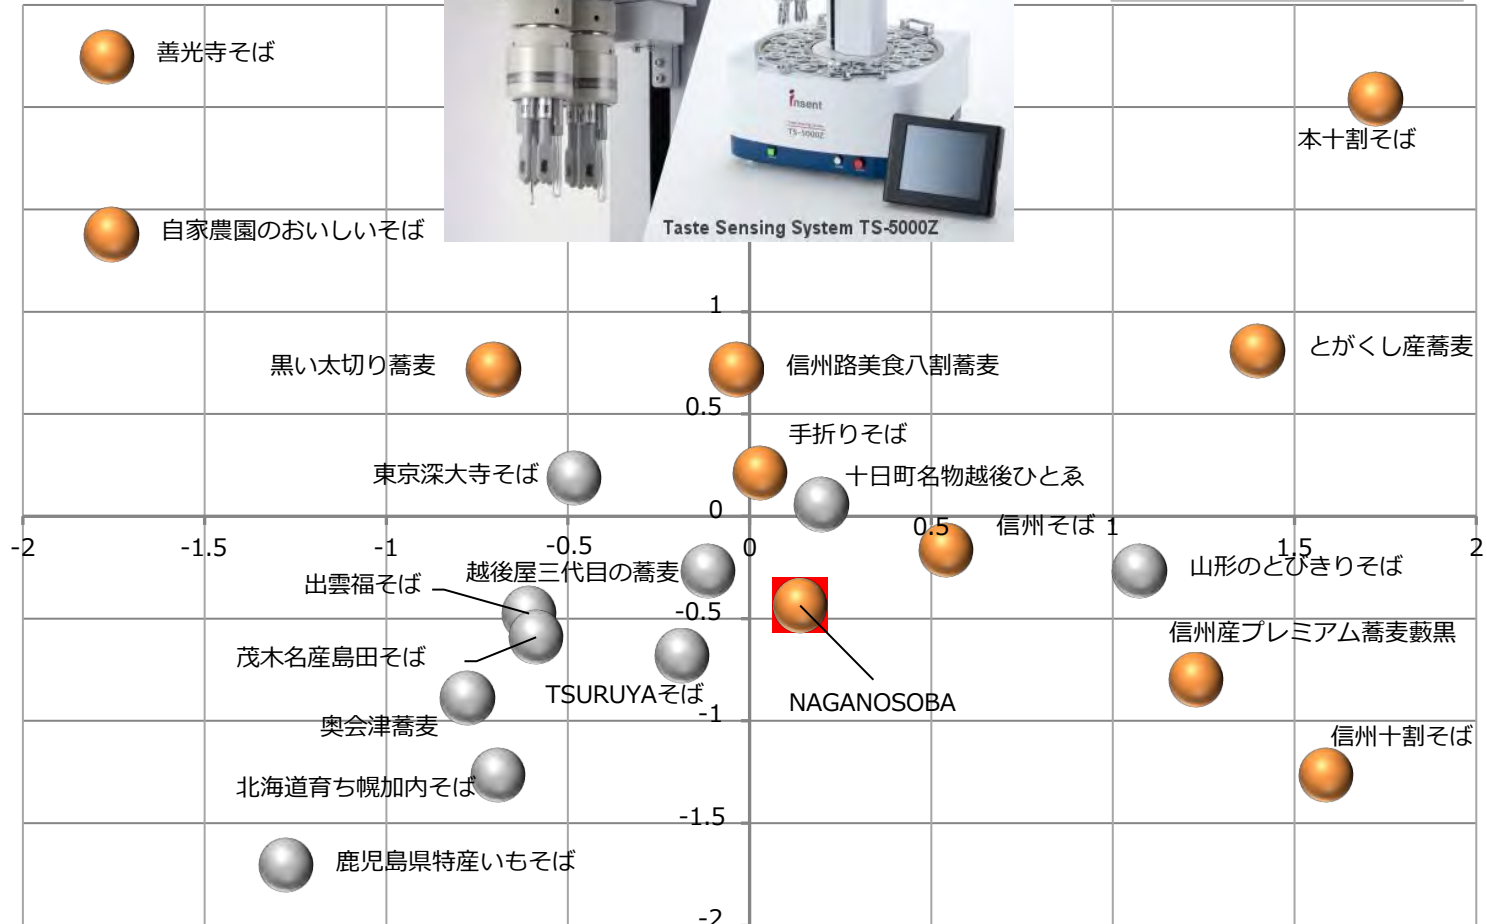 善光寺そば
insent
TS-5000Z
本十割そば
自家農園のおいしいそば
Taste Sensing System TS-5000Z
1
黒い太切り蕎麦
信州路美食八割蕎麦
とがくし産蕎麦
0.5
手折りそば
東京深大寺そば
十日町名物越後ひとゑ
0
信州そば
-2
-1.5
-1
-0.5
0
0.5
1
1.5
2
越後屋三代目の蕎麦
山形のとびきりそば
出雲福そば
-0.5
信州産プレミアム蕎麦藪黒
茂木名産島田そば
TSURUYAそば
NAGANOSOBA
-1
奥会津蕎麦
信州十割そば
北海道育ち幌加内そば
-1.5
鹿児島県特産いもそば
-2